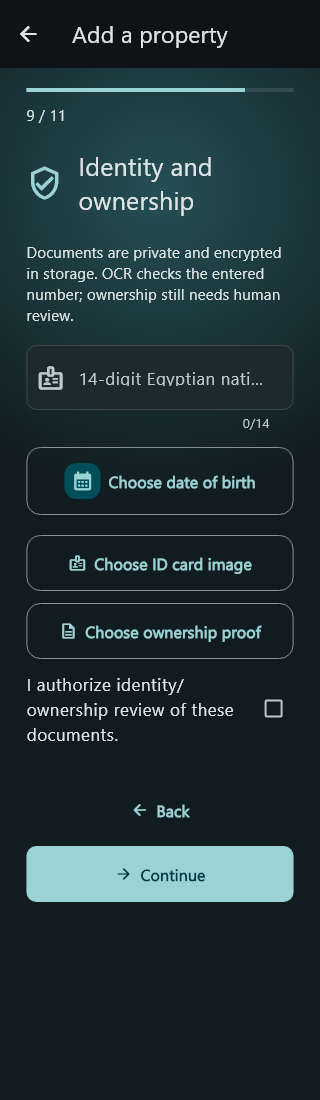 Add a property
9 / 11
Identity and
ownership
Documents are private and encrypted
in storage. OCR checks the entered
number; ownership still needs human
review.
14-digit Egyptian nati...
0/14
Choose date of birth
Choose ID card image
Choose ownership proof
I authorize identity/
ownership review of these
documents.
Back
Continue